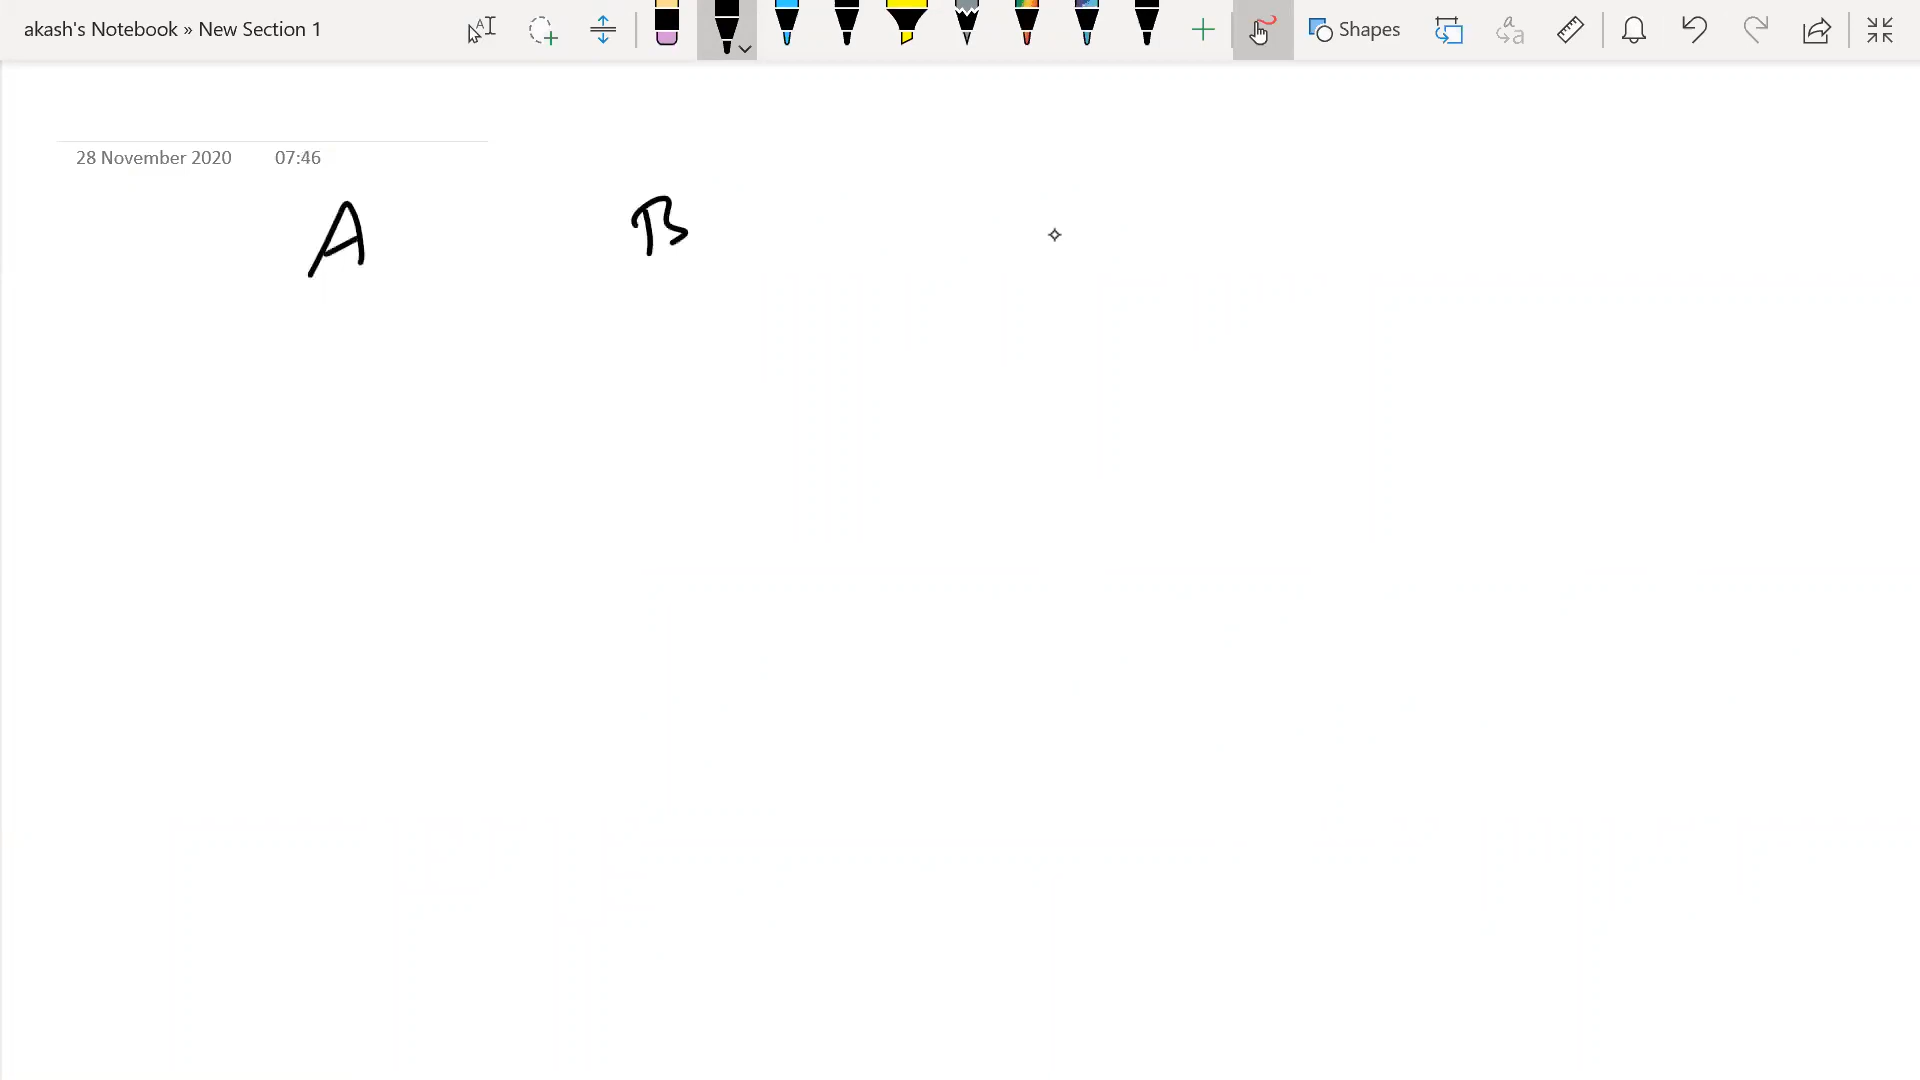 akash's Notebook » New Section 1 Shapes
28 November 2020 07:46
A B